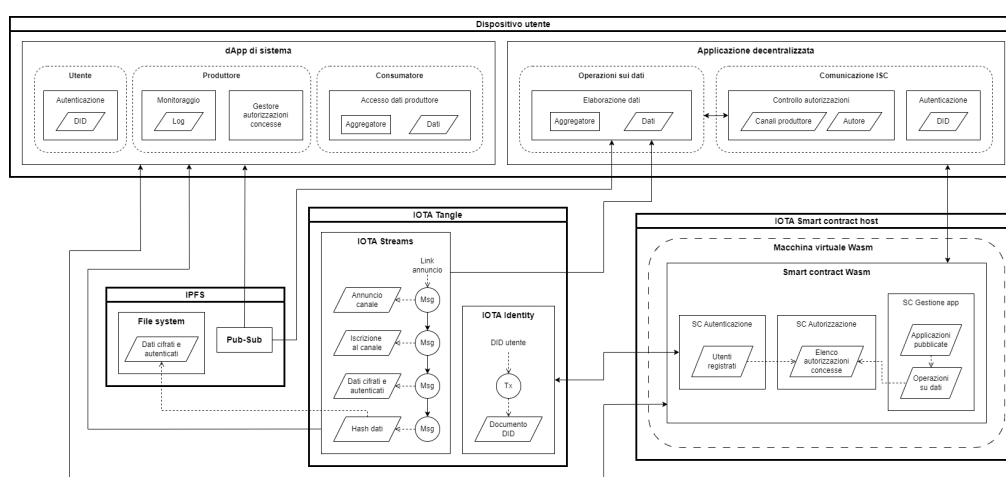 Dispositivo utente
dApp di sistema
Utente
Autenticazione
DID
Produttore
Monitoraggio
Log
Gestore
autorizzazioni
concesse
Consumatore
Accesso dati produttore
Aggregatore
Dati
Applicazione decentralizzata
Operazioni sui dati
Elaborazione dati
Aggregatore
Dati
Comunicazione ISC
Controllo autorizzazioni
Canali produttore
Autore
Autenticazione
DID
IPFS
File system
Dati cifrati e
autenticati
Pub-Sub
IOTA Tangle
IOTA Streams
Link
annuncio
Annuncio
canale
Msg
Iscrizione
al canale
Msg
Dati cifrati e
autenticati
Msg
Hash dati
Msg
IOTA Identity
DID utente
Tx
Documento
DID
IOTA Smart contract host
Macchina virtuale Wasm
Smart contract Wasm
SC Autenticazione
Utenti
registrati
SC Autorizzazione
Elenco
autorizzazioni
concesse
SC Gestione app
Applicazioni
pubblicate
Operazioni
su dati